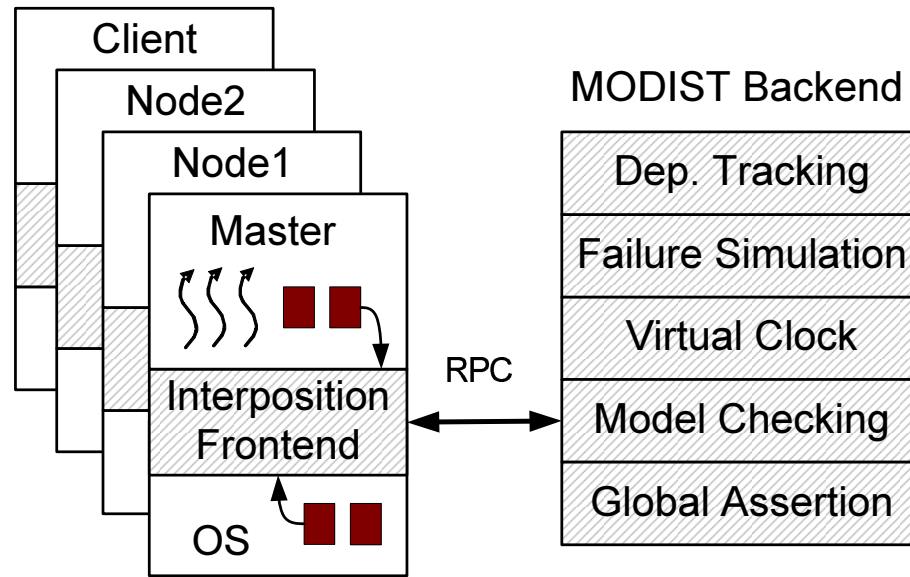 Client
Node2
Node1
Master
Interposition
Frontend
OS
RPC
MODIST Backend
Dep. Tracking
Failure Simulation
Virtual Clock
Model Checking
Global Assertion